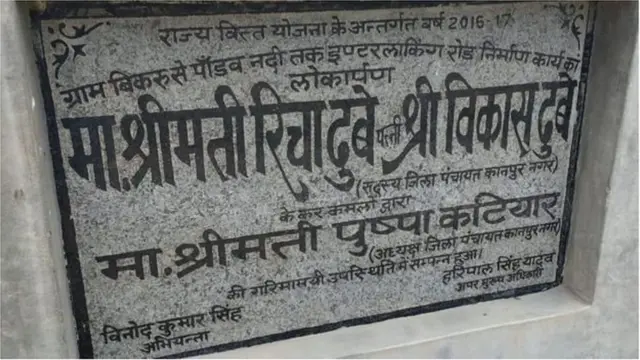 राज्य वित्त योजना के अन्तर्गत वर्ष 2016-17
ग्राम बिकरु से पाँडव नदी तक इण्टरलाकिंग रोड निर्माण कार्य का
लोकार्पण
मा.श्रीमती रिचा दुबे पत्नी श्री विकास दुबे
(सदस्य जिला पंचायत कानपुर नगर)
के कर कमलों द्वारा
मा.श्रीमती पुष्पा कटियार
(अध्यक्ष जिला पंचायत कानपुर नगर)
की गरिमामयी उपस्थिति में सम्पन्न हुआ।
विनोद कुमार सिंह
अभियन्ता
हरिपाल सिंह यादव
अपर मुख्य अधिकारी